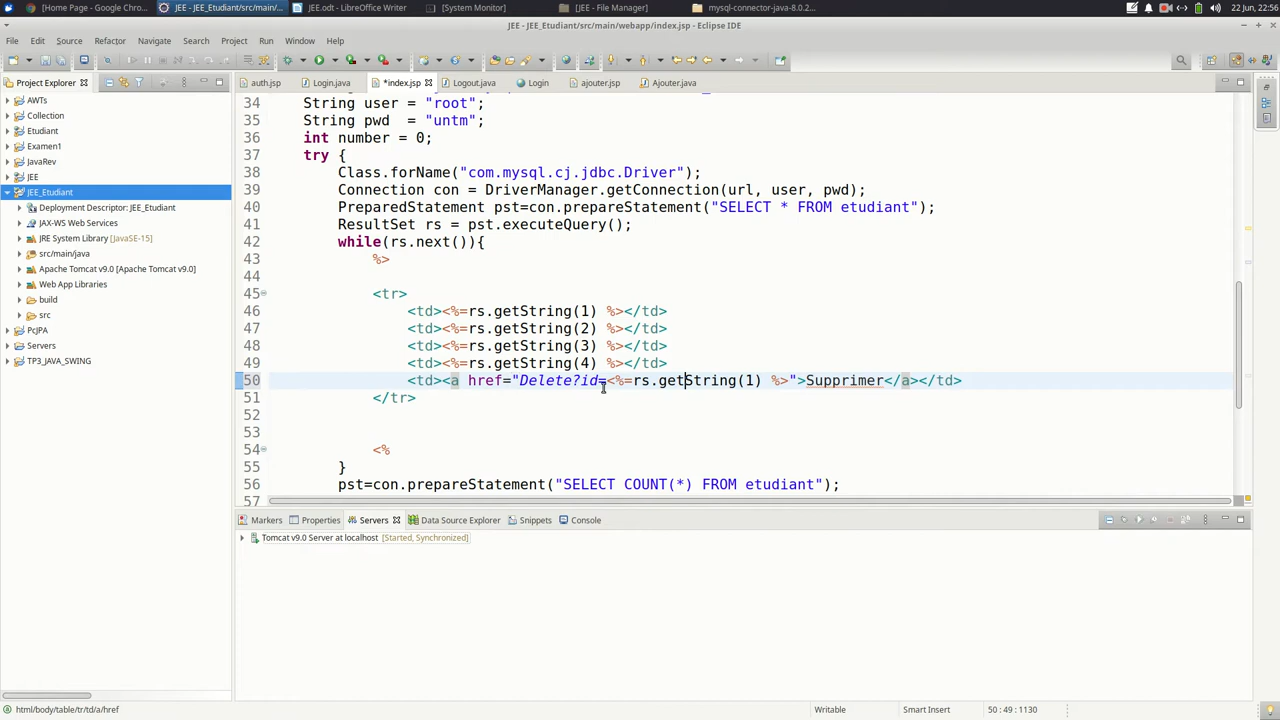 [Home Page - Google Chro...
JEE - JEE_Etudiant/src/main/...
JEE.odt - LibreOffice Writer
[System Monitor]
[JEE - File Manager]
mysql-connector-java-8.0.2...
22 Jun, 22:56
JEE - JEE_Etudiant/src/main/webapp/index.jsp - Eclipse IDE
File Edit Source Refactor Navigate Search Project Run Window Help
Project Explorer
auth.jsp
Login.java
*index.jsp
Logout.java
Login
ajouter.jsp
Ajouter.java
AWTs
Collection
Etudiant
Examen1
JavaRev
JEE
JEE_Etudiant
Deployment Descriptor: JEE_Etudiant
JAX-WS Web Services
JRE System Library [JavaSE-15]
src/main/java
Apache Tomcat v9.0 [Apache Tomcat v9.0]
Web App Libraries
build
src
PcJPA
Servers
TP3_JAVA_SWING
34 String user = "root";
35 String pwd  = "untm";
36 int number = 0;
37 try {
38 Class.forName("com.mysql.cj.jdbc.Driver");
39 Connection con = DriverManager.getConnection(url, user, pwd);
40 PreparedStatement pst=con.prepareStatement("SELECT * FROM etudiant");
41 ResultSet rs = pst.executeQuery();
42 while(rs.next()){
43 %>
44
45 <tr>
46 <td><%=rs.getString(1) %></td>
47 <td><%=rs.getString(2) %></td>
48 <td><%=rs.getString(3) %></td>
49 <td><%=rs.getString(4) %></td>
50 <td><a href="Delete?id=<%=rs.getString(1) %>">Supprimer</a></td>
51 </tr>
52
53
54 <%
55 }
56 pst=con.prepareStatement("SELECT COUNT(*) FROM etudiant");
57
Markers
Properties
Servers
Data Source Explorer
Snippets
Console
Tomcat v9.0 Server at localhost [Started, Synchronized]
html/body/table/tr/td/a/href
Writable
Smart Insert
50 : 49 : 1130